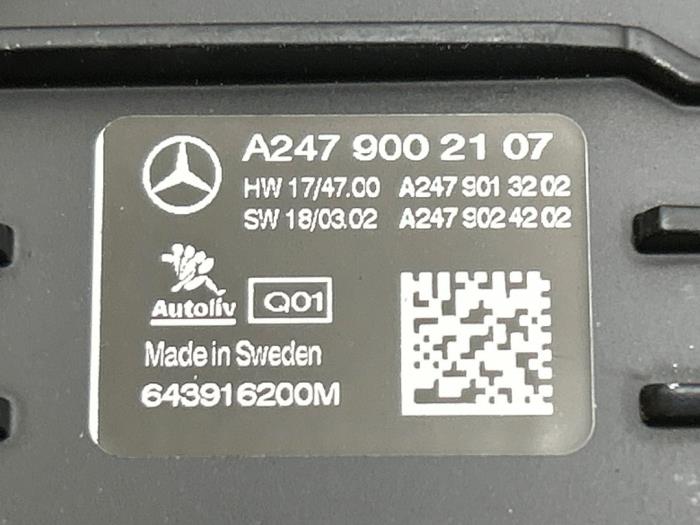 A247 900 21 07
HW 17/47.00 A247 901 32 02
SW 18/03.02 A247 902 42 02
Autoliv Q01
Made in Sweden
643916200M